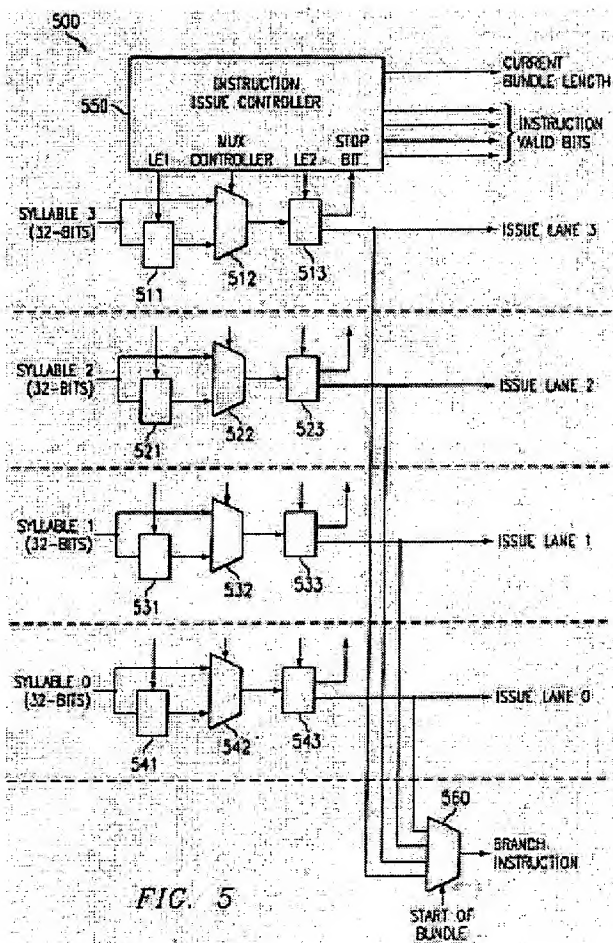 500
550
INSTRUCTION
ISSUE CONTROLLER
MUX
LE1 CONTROLLER LE2
STOP
BIT
CURRENT
BUNDLE LENGTH
INSTRUCTION
VALID BITS
SYLLABLE 3
(32-BITS)
511
512
513
ISSUE LANE 3
SYLLABLE 2
(32-BITS)
521
522
523
ISSUE LANE 2
SYLLABLE 1
(32-BITS)
531
532
533
ISSUE LANE 1
SYLLABLE 0
(32-BITS)
541
542
543
ISSUE LANE 0
560
BRANCH
INSTRUCTION
START OF
BUNDLE
FIG. 5